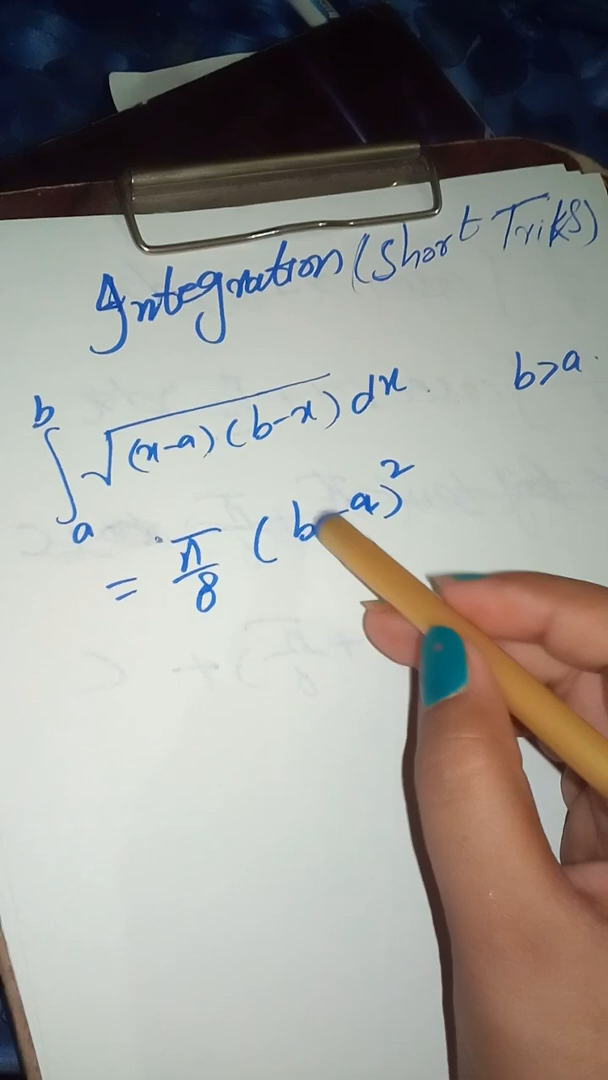 Integration (Short Triks)
∫ₐᵇ √(x-a)(b-x) dx    b>a.
= π/8 (b-a)²